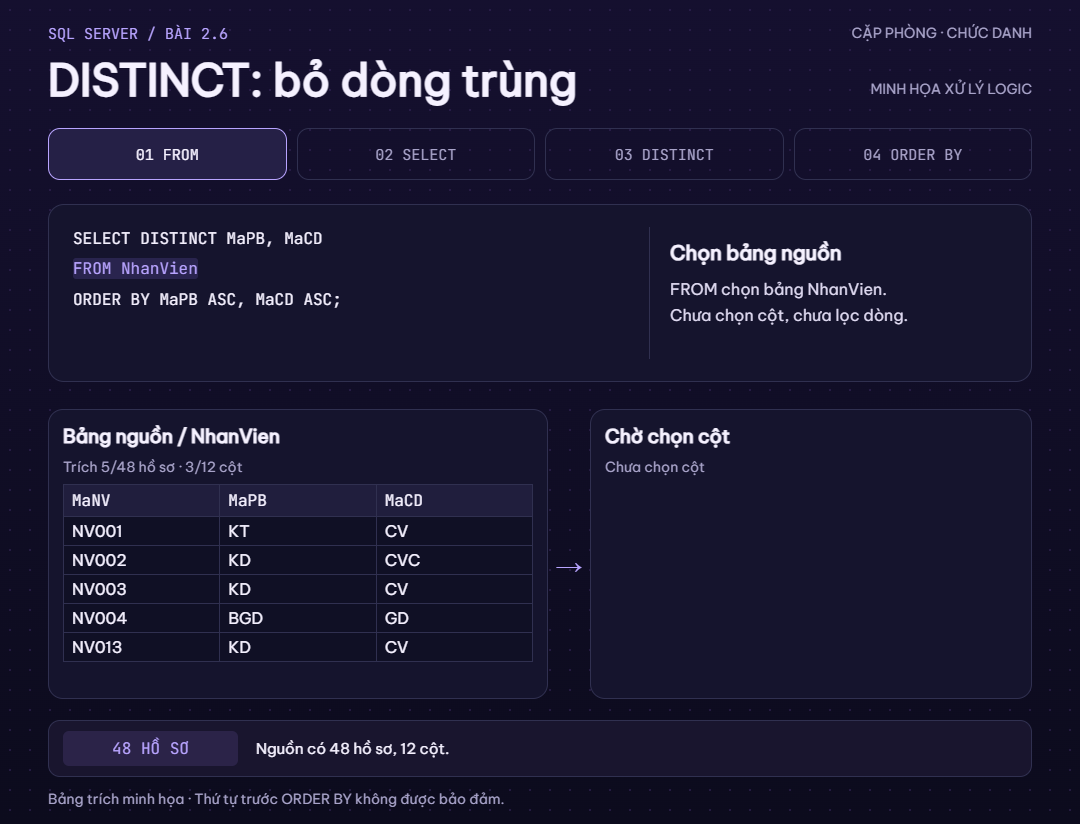 SQL SERVER / BÀI 2.6
CẶP PHÒNG · CHỨC DANH
DISTINCT: bỏ dòng trùng
MINH HỌA XỬ LÝ LOGIC
01 FROM
02 SELECT
03 DISTINCT
04 ORDER BY
SELECT DISTINCT MaPB, MaCD
FROM NhanVien
ORDER BY MaPB ASC, MaCD ASC;
Chọn bảng nguồn
FROM chọn bảng NhanVien.
Chưa chọn cột, chưa lọc dòng.
Bảng nguồn / NhanVien
Trích 5/48 hồ sơ · 3/12 cột
MaNV MaPB MaCD
NV001 KT CV
NV002 KD CVC
NV003 KD CV
NV004 BGD GD
NV013 KD CV
→
Chờ chọn cột
Chưa chọn cột
48 HỒ SƠ
Nguồn có 48 hồ sơ, 12 cột.
Bảng trích minh họa · Thứ tự trước ORDER BY không được bảo đảm.